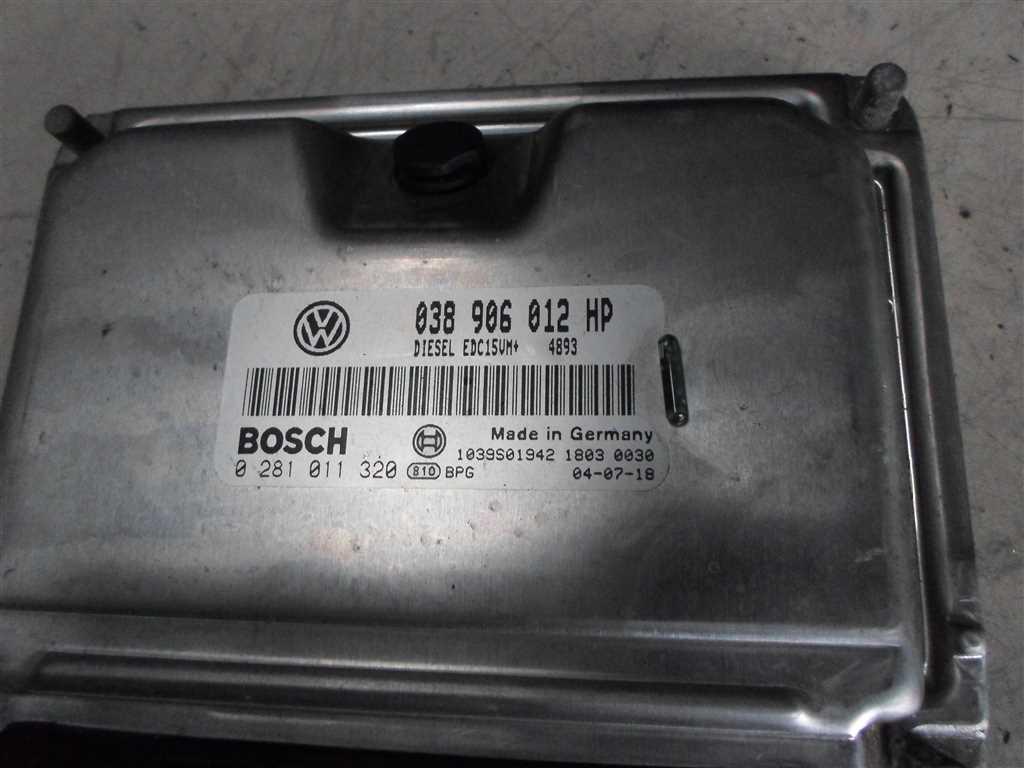 038 906 012 HP
DIESEL EDC15VM+ 4893
BOSCH
Made in Germany
1039S01942 1803 0030
0 281 011 320 810 BPG 04-07-18